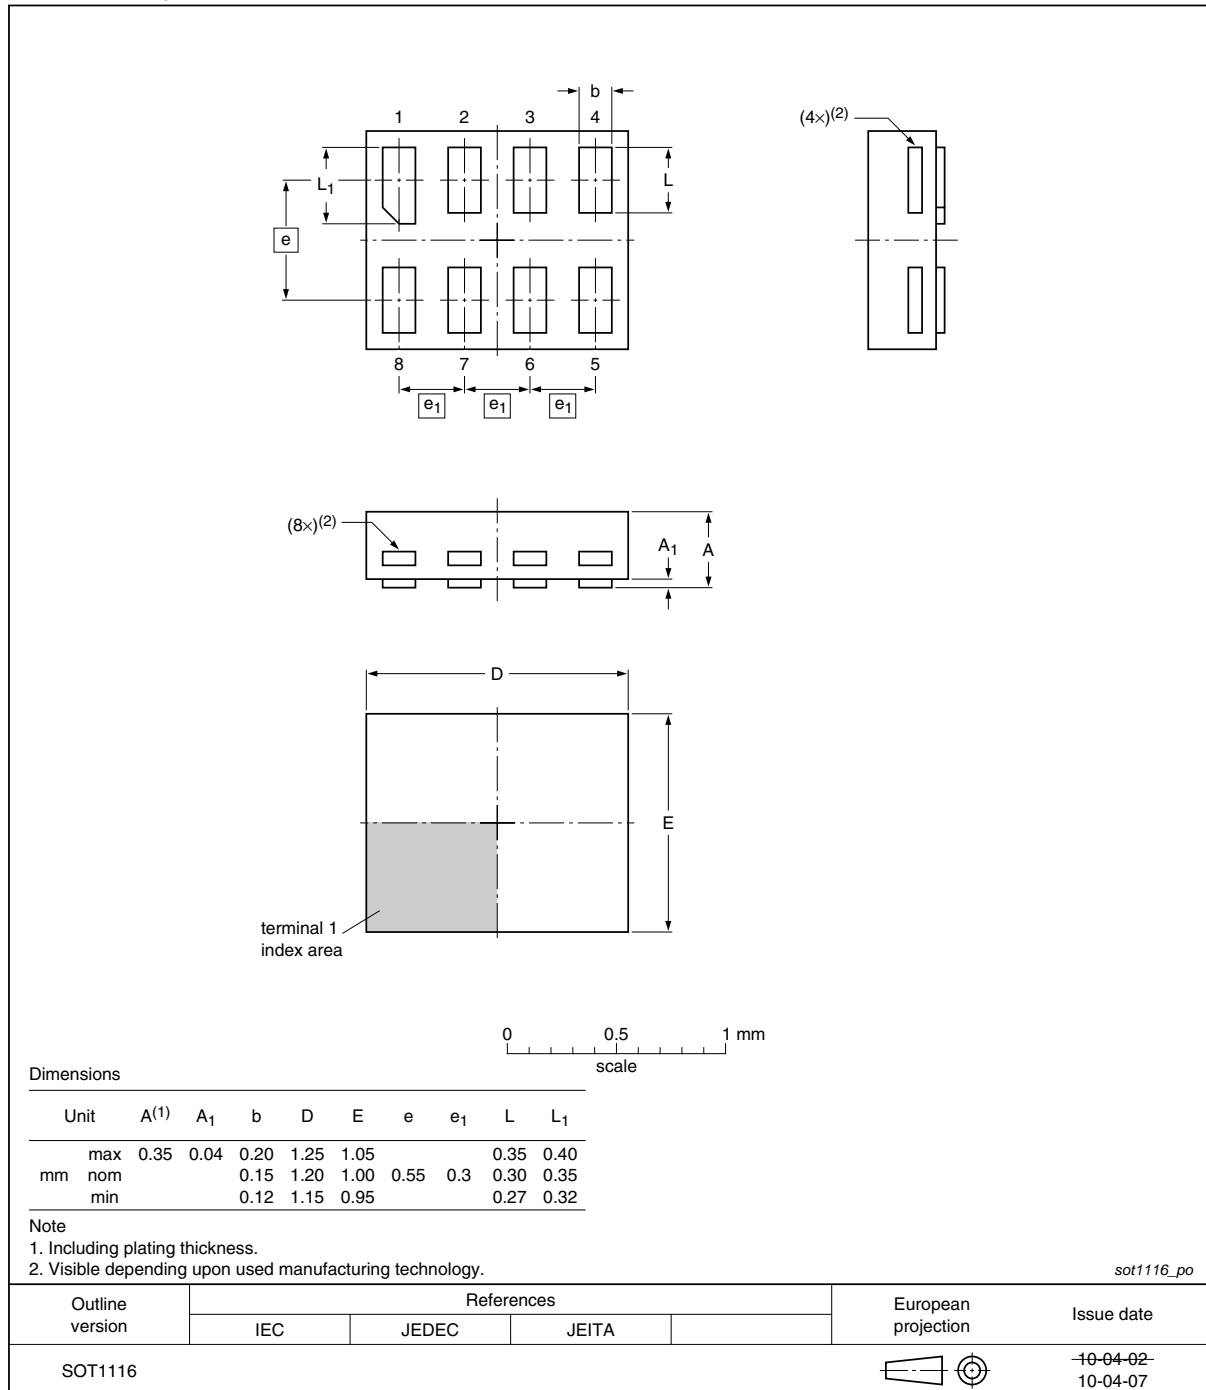 b
1 2 3 4
(4×)(2)
L1
L
e
8 7 6 5
e1 e1 e1
(8×)(2)
A1
A
D
E
terminal 1
index area
0 0.5 1 mm
scale
Dimensions
Unit A(1) A1 b D E e e1 L L1
max 0.35 0.04 0.20 1.25 1.05 0.35 0.40
mm nom 0.15 1.20 1.00 0.55 0.3 0.30 0.35
min 0.12 1.15 0.95 0.27 0.32
Note
1. Including plating thickness.
2. Visible depending upon used manufacturing technology.
sot1116_po
Outline version
References
European projection
Issue date
IEC JEDEC JEITA
SOT1116
10-04-02
10-04-07